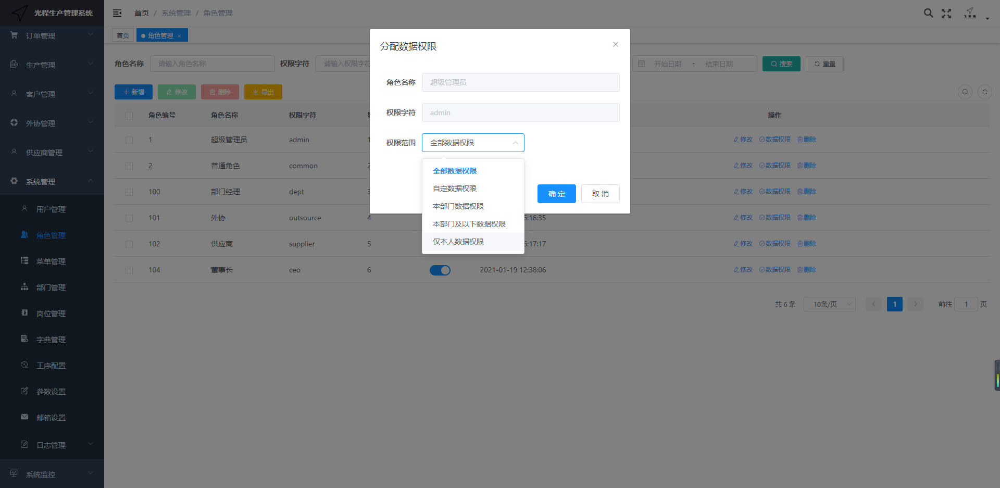 光程生产管理系统
首页 / 系统管理 / 角色管理
首页
角色管理 ×
订单管理
生产管理
客户管理
外协管理
供应商管理
系统管理
用户管理
角色管理
菜单管理
部门管理
岗位管理
字典管理
工序配置
参数设置
邮箱设置
日志管理
系统监控
角色名称 请输入角色名称 权限字符 请输入权限字符 开始日期 - 结束日期 搜索 重置
新增 修改 删除 导出
角色编号 角色名称 权限字符 操作
1 超级管理员 admin 1 修改 数据权限 删除
2 普通角色 common 2 修改 数据权限 删除
100 部门经理 dept 3 修改 数据权限 删除
101 外协 outsource 4 6:16:35 修改 数据权限 删除
102 供应商 supplier 5 6:17:17 修改 数据权限 删除
104 董事长 ceo 6 2021-01-19 12:38:06 修改 数据权限 删除
共 6 条 10条/页 1 前往 1 页
分配数据权限
角色名称 超级管理员
权限字符 admin
权限范围 全部数据权限
全部数据权限
自定数据权限
本部门数据权限
本部门及以下数据权限
仅本人数据权限
确 定 取 消